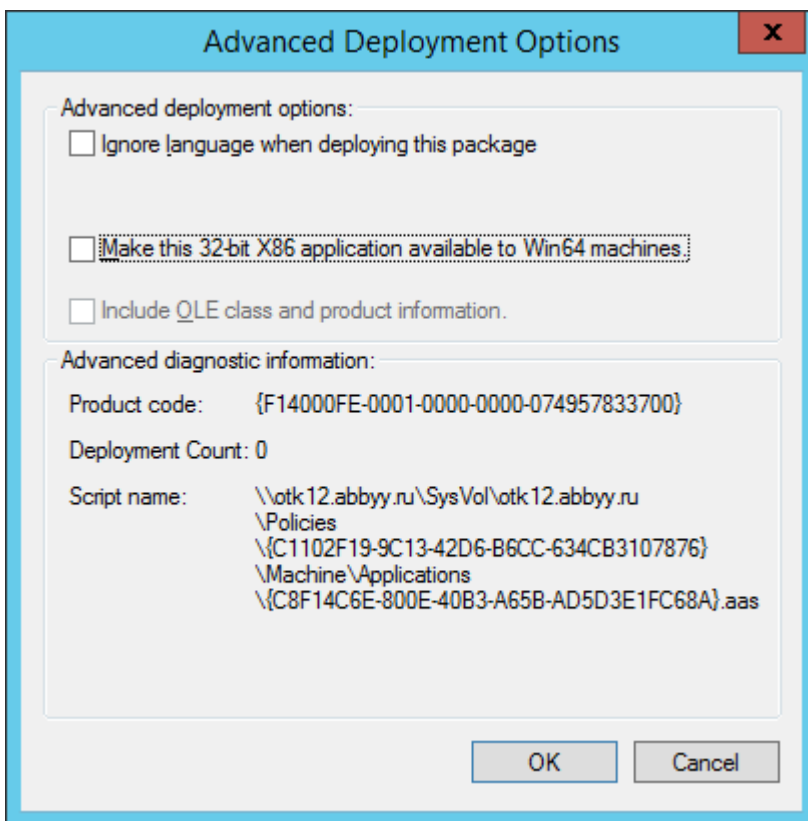 Advanced Deployment Options
x
Advanced deployment options:
Ignore language when deploying this package
Make this 32-bit X86 application available to Win64 machines.
Include OLE class and product information.
Advanced diagnostic information:
Product code: {F14000FE-0001-0000-0000-074957833700}
Deployment Count: 0
Script name: \\otk12.abbyy.ru\SysVol\otk12.abbyy.ru
\Policies
\{C1102F19-9C13-42D6-B6CC-634CB3107876}
\Machine\Applications
\{C8F14C6E-800E-40B3-A65B-AD5D3E1FC68A}.aas
OK Cancel